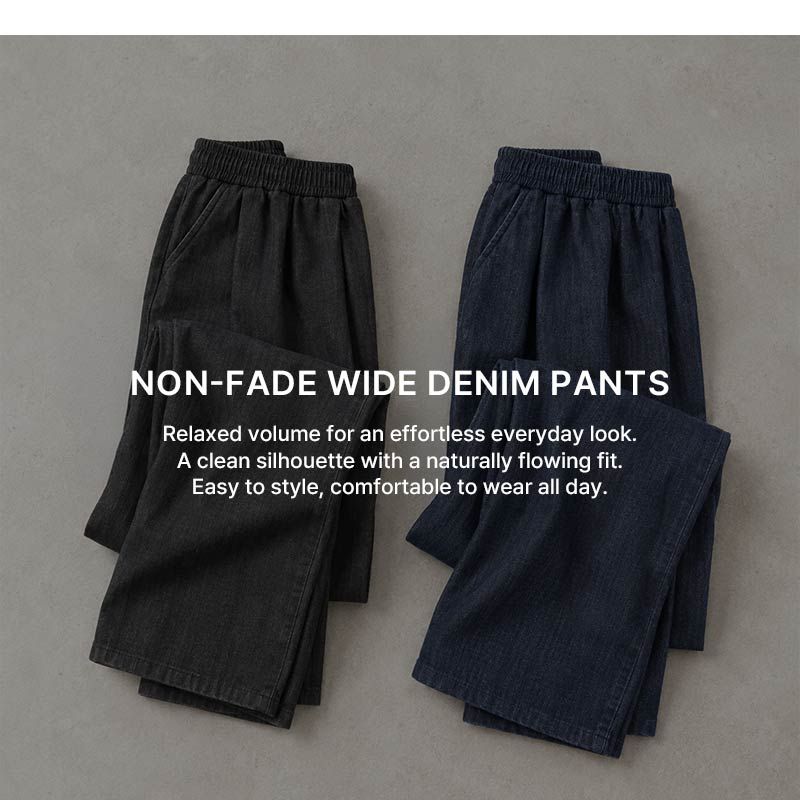 NON-FADE WIDE DENIM PANTS
Relaxed volume for an effortless everyday look.
A clean silhouette with a naturally flowing fit.
Easy to style, comfortable to wear all day.